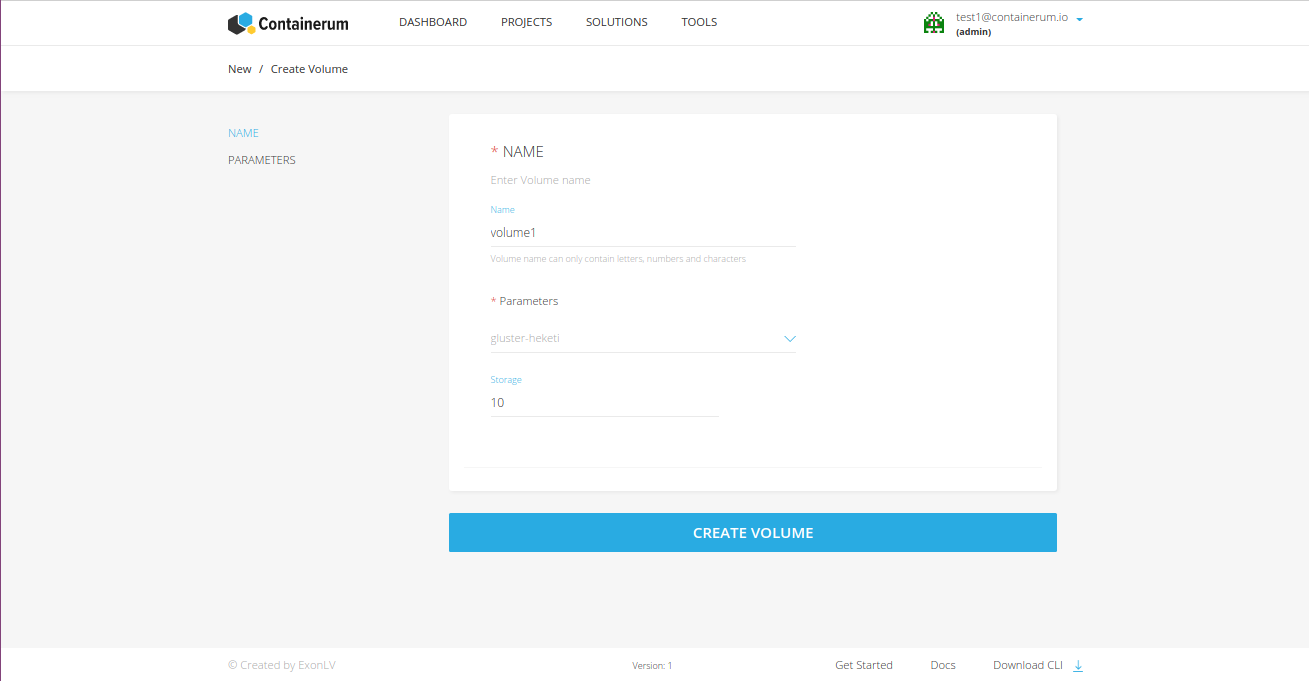 Containerum
DASHBOARD PROJECTS SOLUTIONS TOOLS
test1@containerum.io
(admin)
New / Create Volume
NAME
PARAMETERS
* NAME
Enter Volume name
Name
volume1
Volume name can only contain letters, numbers and characters
* Parameters
gluster-heketi
Storage
10
CREATE VOLUME
© Created by ExonLV Version: 1 Get Started Docs Download CLI